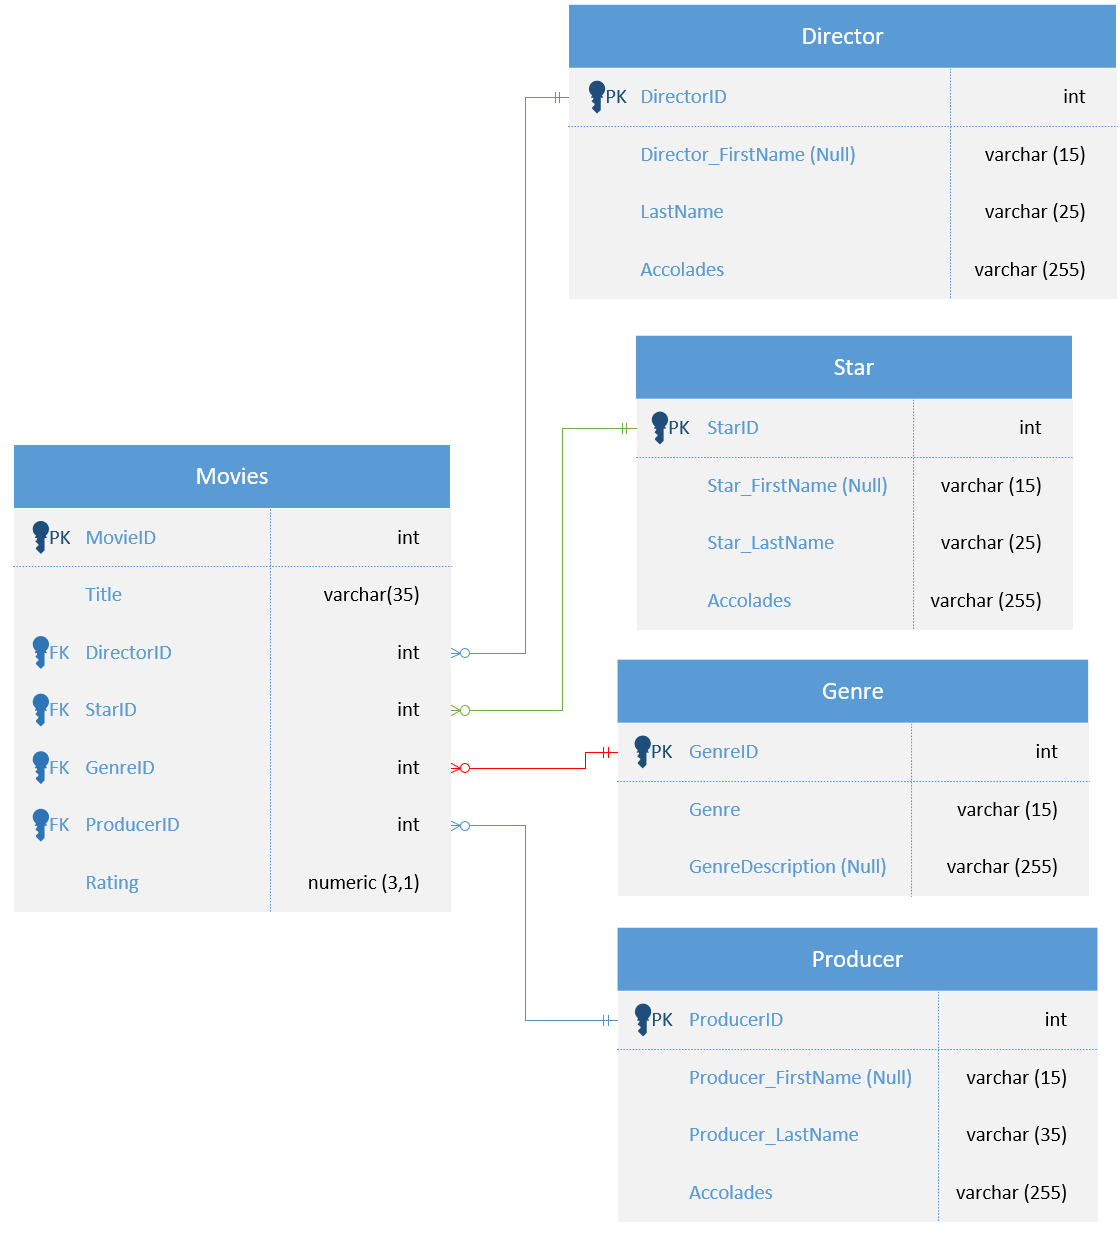 Director
PK DirectorID int
Director_FirstName (Null) varchar (15)
LastName varchar (25)
Accolades varchar (255)
Star
PK StarID int
Star_FirstName (Null) varchar (15)
Star_LastName varchar (25)
Accolades varchar (255)
Movies
PK MovieID int
Title varchar(35)
FK DirectorID int
FK StarID int
FK GenreID int
FK ProducerID int
Rating numeric (3,1)
Genre
PK GenreID int
Genre varchar (15)
GenreDescription (Null) varchar (255)
Producer
PK ProducerID int
Producer_FirstName (Null) varchar (15)
Producer_LastName varchar (35)
Accolades varchar (255)